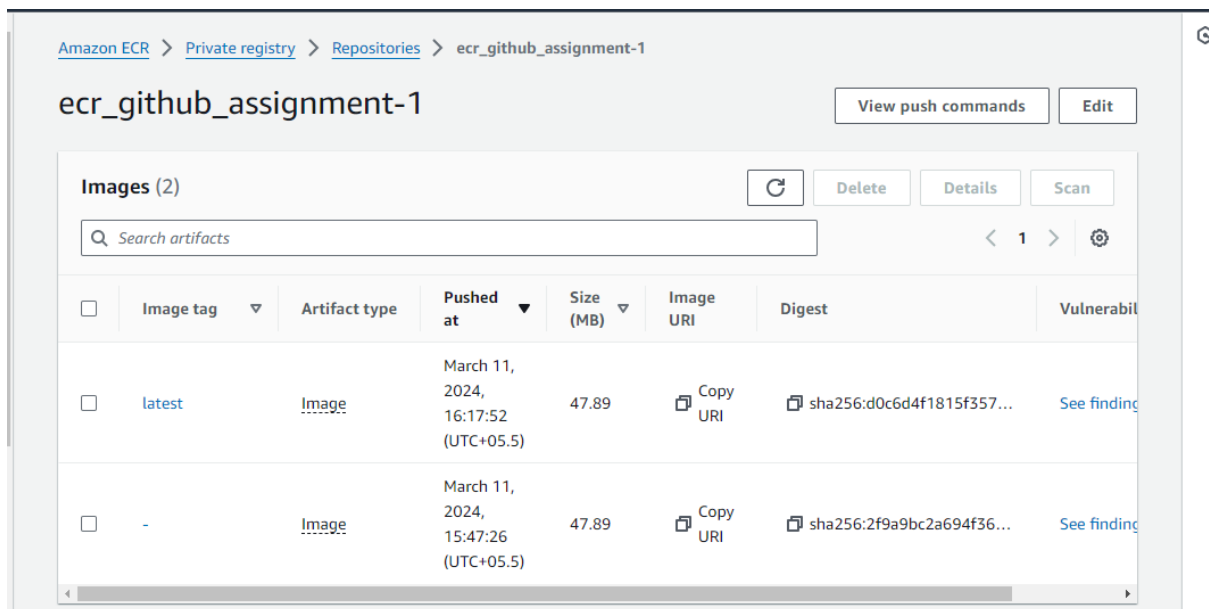 Amazon ECR > Private registry > Repositories > ecr_github_assignment-1
ecr_github_assignment-1
View push commands
Edit
Images (2)
Delete
Details
Scan
Search artifacts
1
Image tag
Artifact type
Pushed
at
Size
(MB)
Image
URI
Digest
Vulnerabil
latest
Image
March 11,
2024,
16:17:52
(UTC+05.5)
47.89
Copy
URI
sha256:d0c6d4f1815f357...
See finding
-
Image
March 11,
2024,
15:47:26
(UTC+05.5)
47.89
Copy
URI
sha256:2f9a9bc2a694f36...
See finding